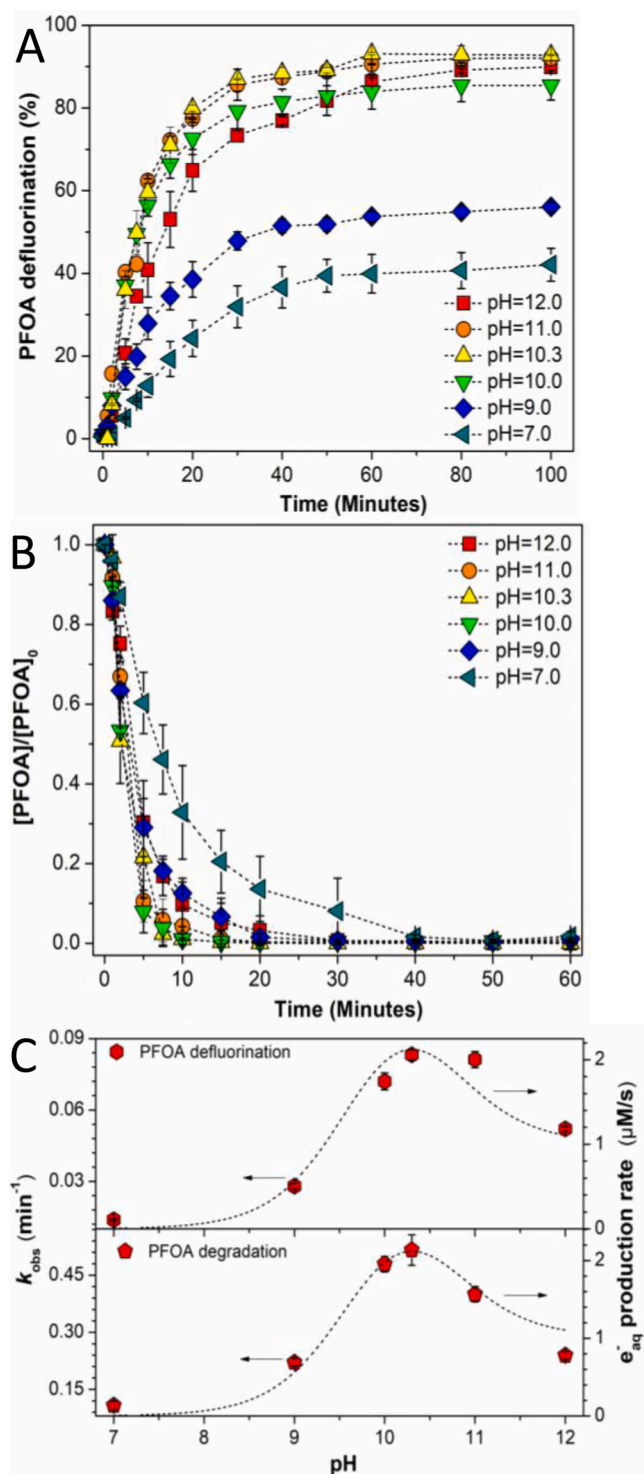 A
PFOA defluorination (%)
100
80
60
40
20
0
pH=12.0
pH=11.0
pH=10.3
pH=10.0
pH=9.0
pH=7.0
0 20 40 60 80 100
Time (Minutes)
B
[PFOA]/[PFOA]0
1.0
0.8
0.6
0.4
0.2
0.0
pH=12.0
pH=11.0
pH=10.3
pH=10.0
pH=9.0
pH=7.0
0 10 20 30 40 50 60
Time (Minutes)
C
kobs (min-1)
0.09
0.06
0.03
PFOA defluorination
2
1
0
0.45
0.30
0.15
PFOA degradation
2
1
0
e-aq production rate (μM/s)
7 8 9 10 11 12
pH